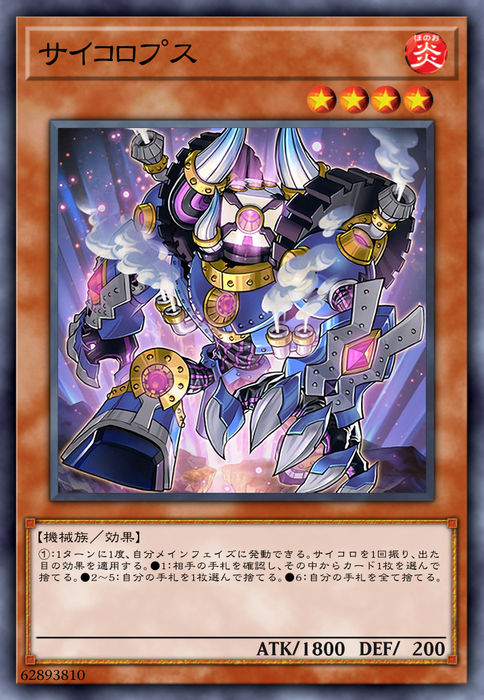 サイコロプス
ほのお
炎
【機械族／効果】
①:1ターンに1度、自分メインフェイズに発動できる。サイコロを1回振り、出た
目の効果を適用する。●1:相手の手札を確認し、その中からカード1枚を選んで
捨てる。●2～5:自分の手札を1枚選んで捨てる。●6:自分の手札を全て捨てる。
ATK/1800 DEF/ 200
62893810